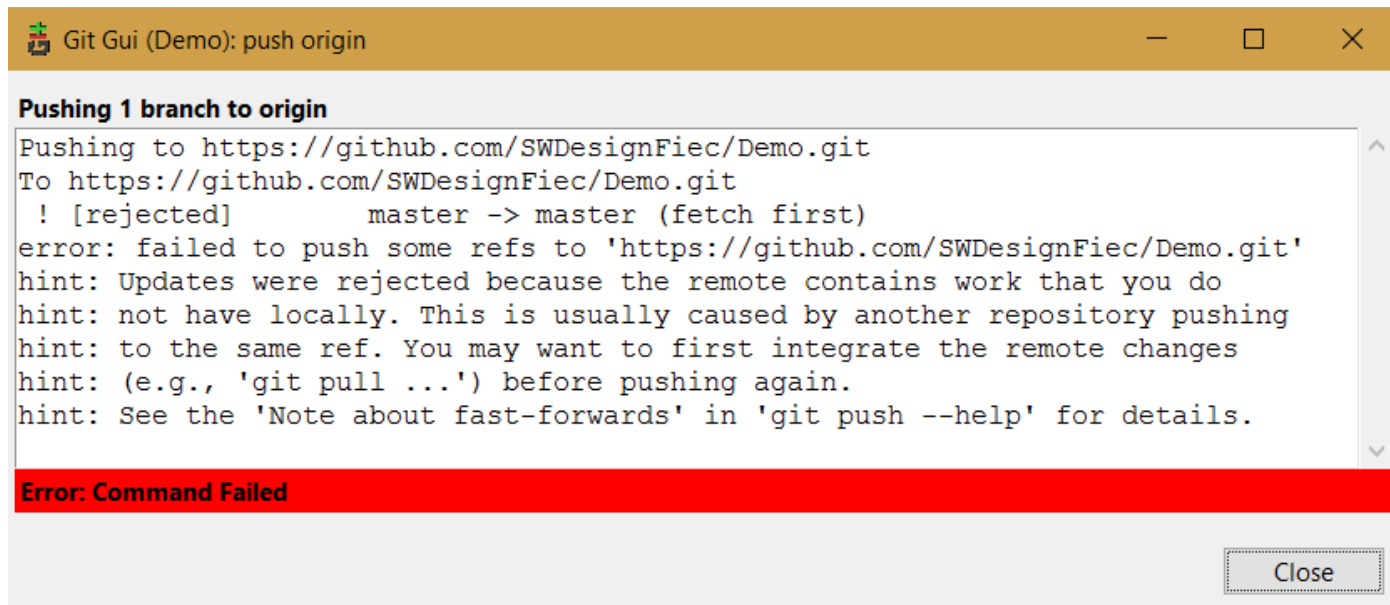 Git Gui (Demo): push origin
Pushing 1 branch to origin
Pushing to https://github.com/SWDesignFiec/Demo.git
To https://github.com/SWDesignFiec/Demo.git
 ! [rejected]        master -> master (fetch first)
error: failed to push some refs to 'https://github.com/SWDesignFiec/Demo.git'
hint: Updates were rejected because the remote contains work that you do
hint: not have locally. This is usually caused by another repository pushing
hint: to the same ref. You may want to first integrate the remote changes
hint: (e.g., 'git pull ...') before pushing again.
hint: See the 'Note about fast-forwards' in 'git push --help' for details.
Error: Command Failed
Close